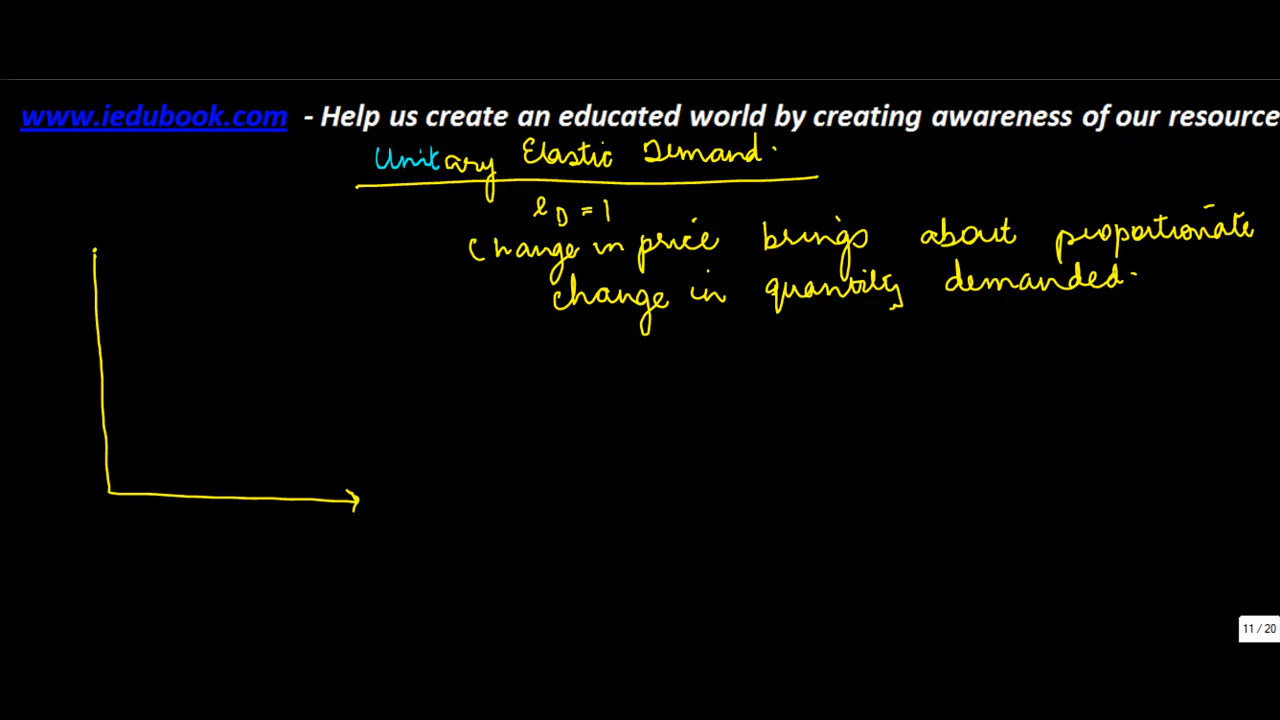 www.iedubook.com - Help us create an educated world by creating awareness of our resource
Unitary Elastic Demand.
eD = 1
Change in price brings about proportionate
change in quantity demanded.
11 / 20